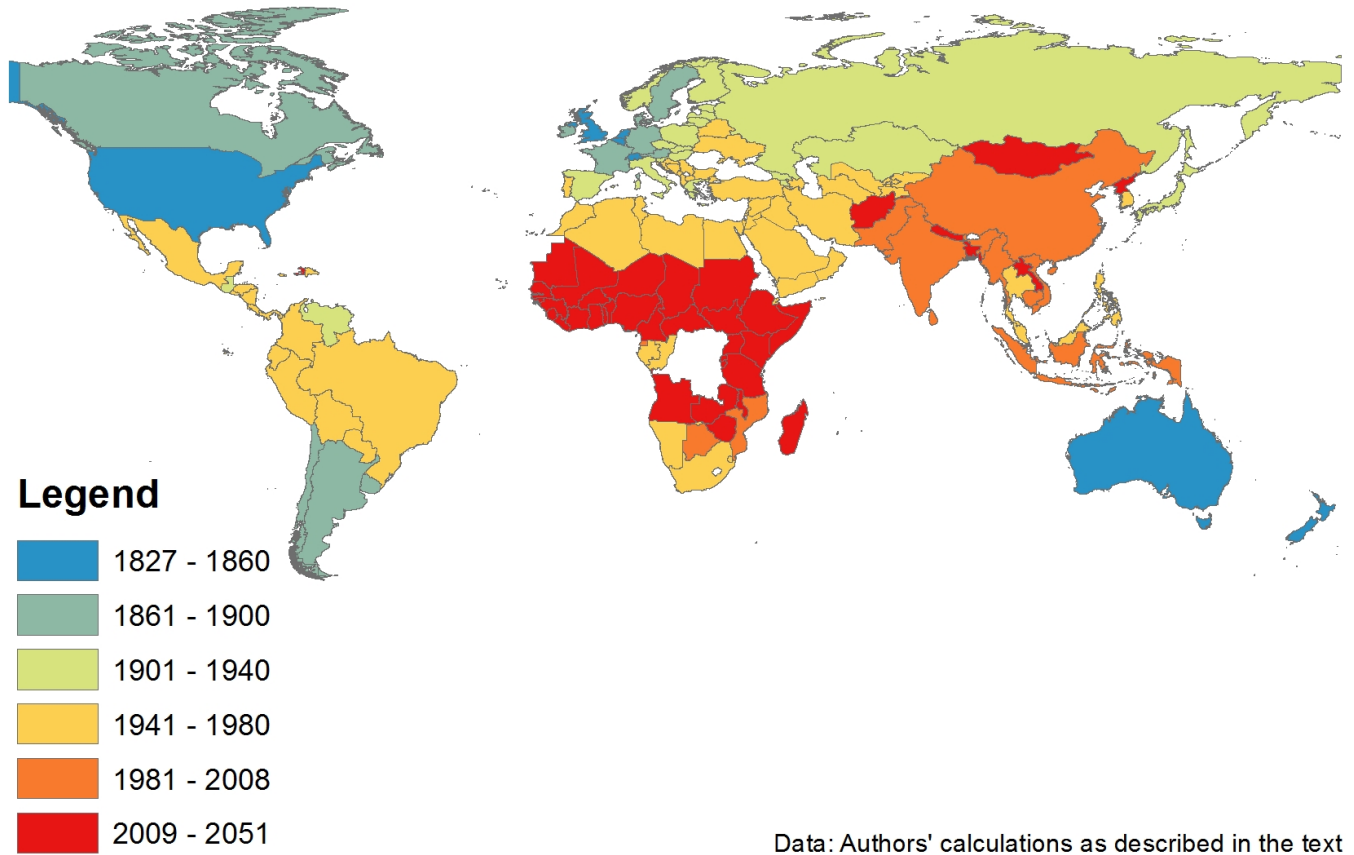 Legend
1827 - 1860
1861 - 1900
1901 - 1940
1941 - 1980
1981 - 2008
2009 - 2051
Data: Authors' calculations as described in the text